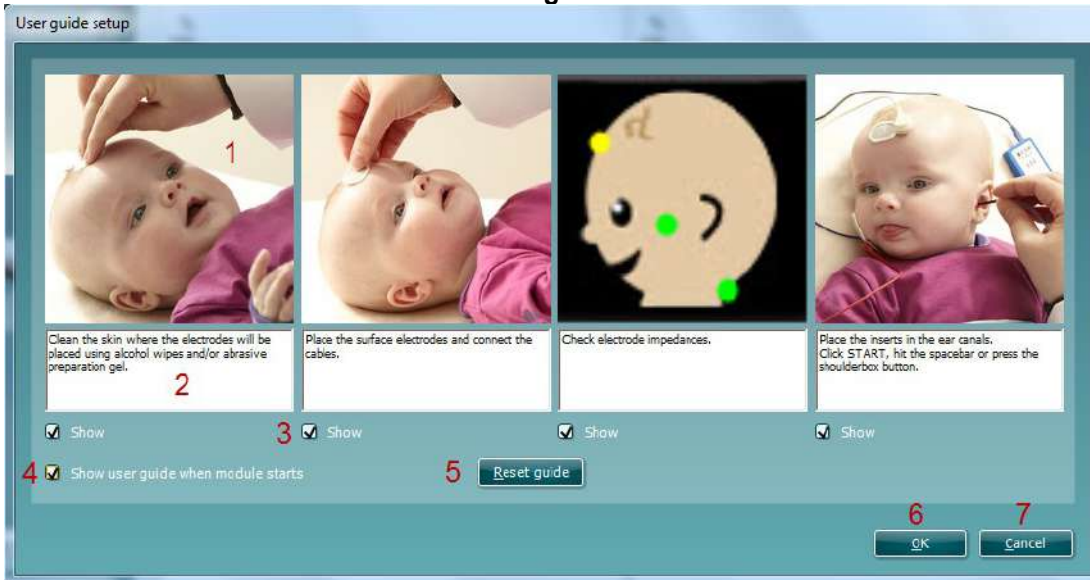 User guide setup
1
Clean the skin where the electrodes will be
placed using alcohol wipes and/or abrasive
preparation gel.
2
Place the surface electrodes and connect the
cables.
Check electrode impedances.
Place the inserts in the ear canals.
Click START, hit the spacebar or press the
shoulderbox button.
Show
3 Show
Show
Show
4 Show user guide when module starts
5 Reset guide
6 7
OK Cancel